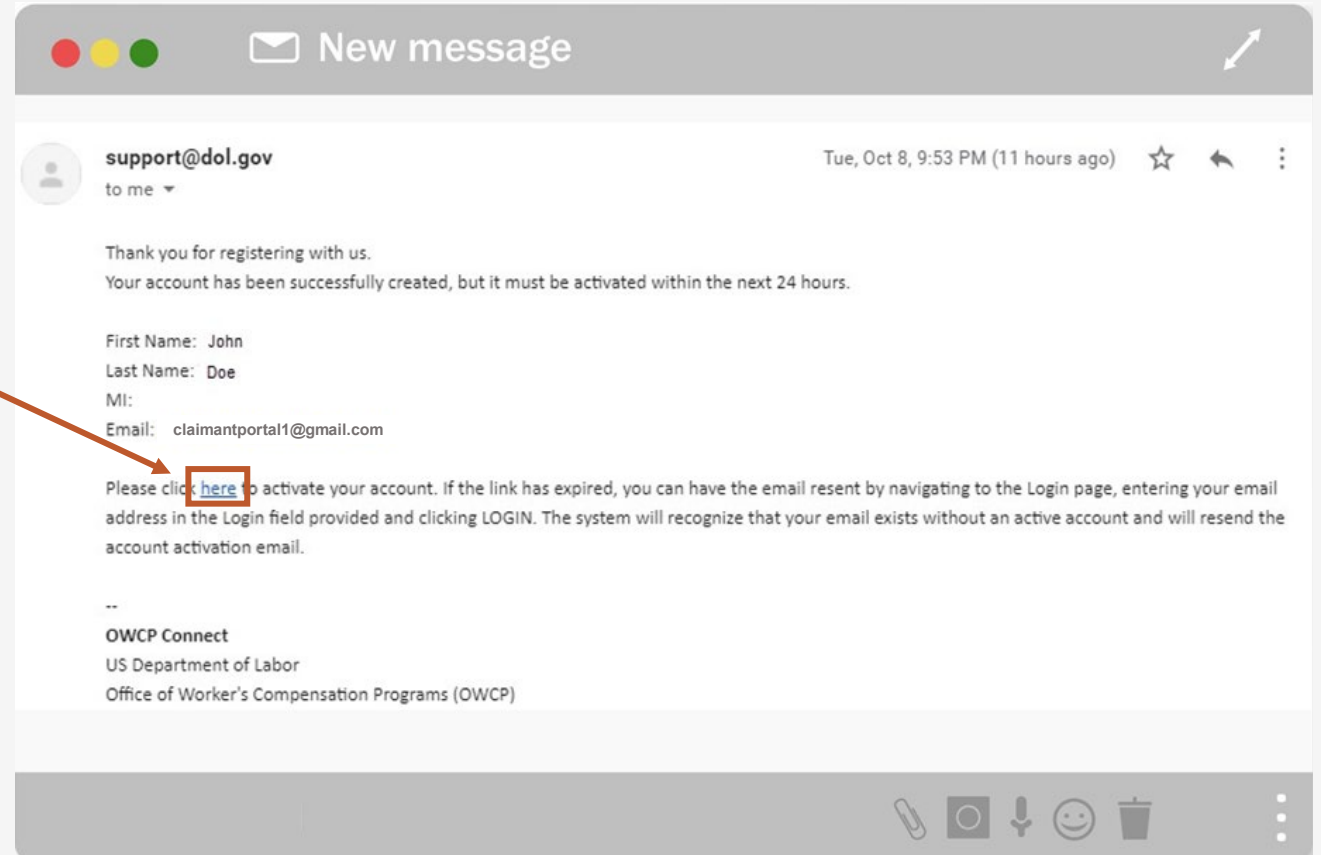 New message
support@dol.gov
Tue, Oct 8, 9:53 PM (11 hours ago)
to me
Thank you for registering with us.
Your account has been successfully created, but it must be activated within the next 24 hours.
First Name: John
Last Name: Doe
MI:
Email: claimantportal1@gmail.com
Please click here to activate your account. If the link has expired, you can have the email resent by navigating to the Login page, entering your email
address in the Login field provided and clicking LOGIN. The system will recognize that your email exists without an active account and will resend the
account activation email.
--
OWCP Connect
US Department of Labor
Office of Worker's Compensation Programs (OWCP)